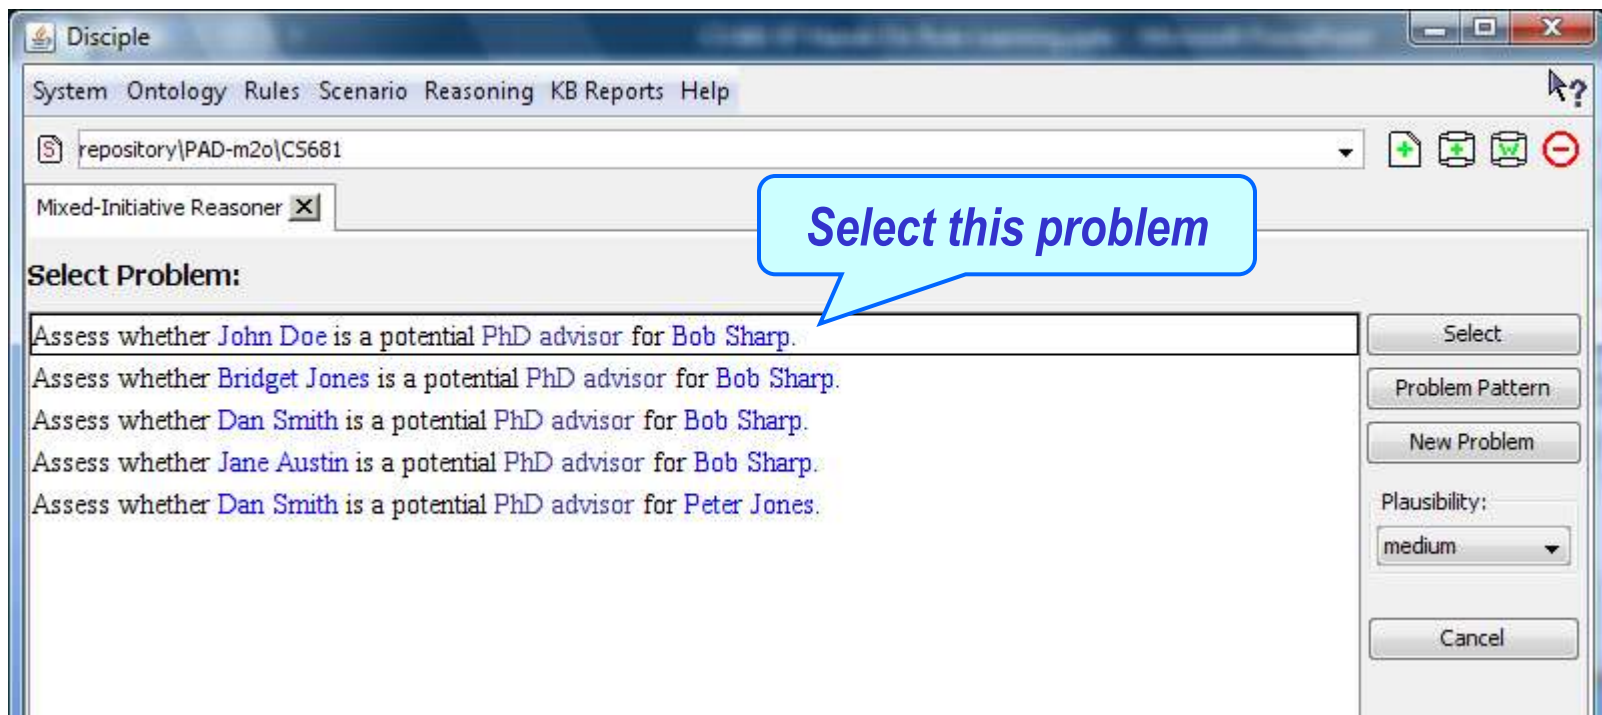 Disciple
System Ontology Rules Scenario Reasoning KB Reports Help
?
S repository\PAD-m2o\CS681
W
Mixed-Initiative Reasoner X
Select this problem
Select Problem:
Assess whether John Doe is a potential PhD advisor for Bob Sharp.
Assess whether Bridget Jones is a potential PhD advisor for Bob Sharp.
Assess whether Dan Smith is a potential PhD advisor for Bob Sharp.
Assess whether Jane Austin is a potential PhD advisor for Bob Sharp.
Assess whether Dan Smith is a potential PhD advisor for Peter Jones.
Select
Problem Pattern
New Problem
Plausibility:
medium
Cancel